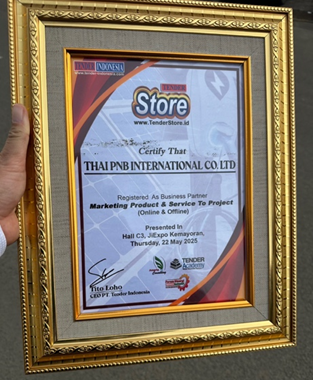 TENDER INDONESIA
TENDER
Store
www.TenderStore.id
Certify That
THAI PNB INTERNATIONAL CO. LTD
Registered As Business Partner
Marketing Product & Service To Project
(Online & Offline)
Presented In
Hall C3, JIExpo Kemayoran,
Thursday, 22 May 2025
TENDER
Academy
Tito Loho
CEO PT. Tender Indonesia